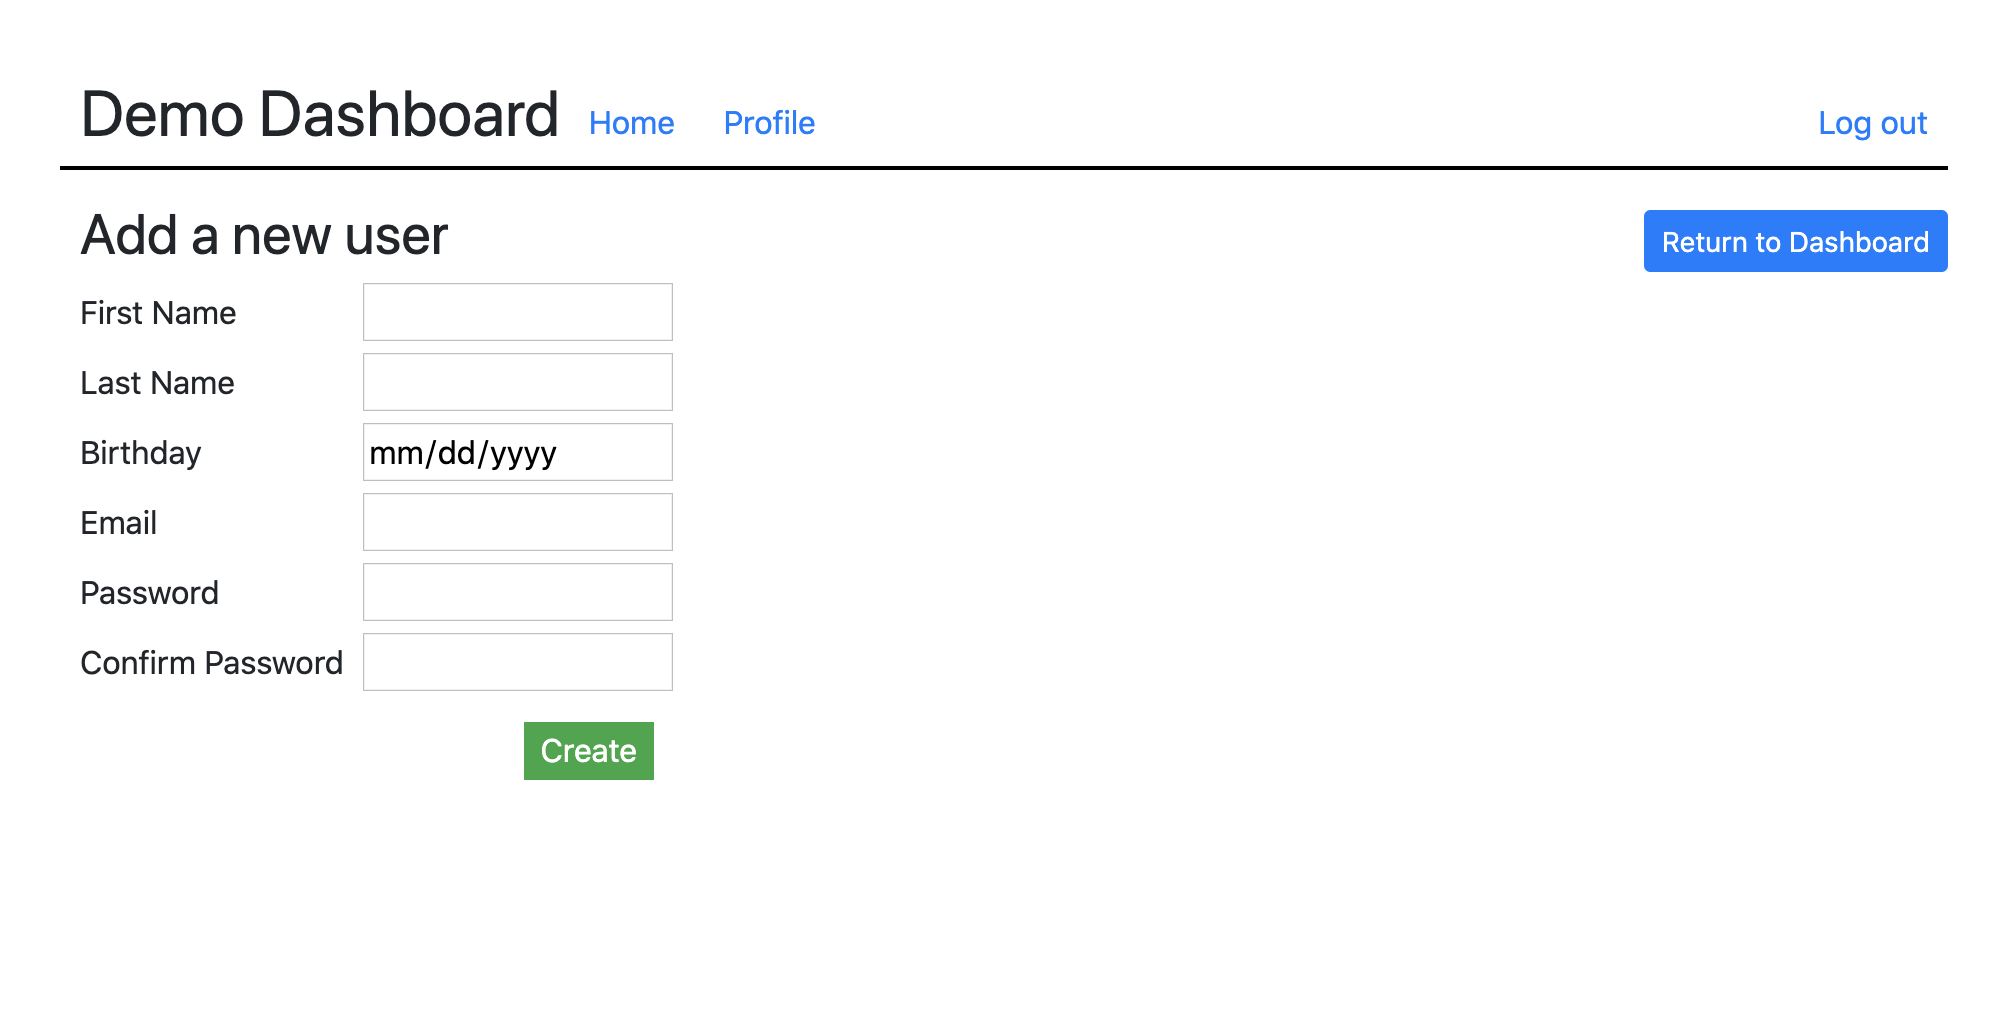 Demo Dashboard Home Profile Log out
Add a new user Return to Dashboard
First Name
Last Name
Birthday mm/dd/yyyy
Email
Password
Confirm Password
Create